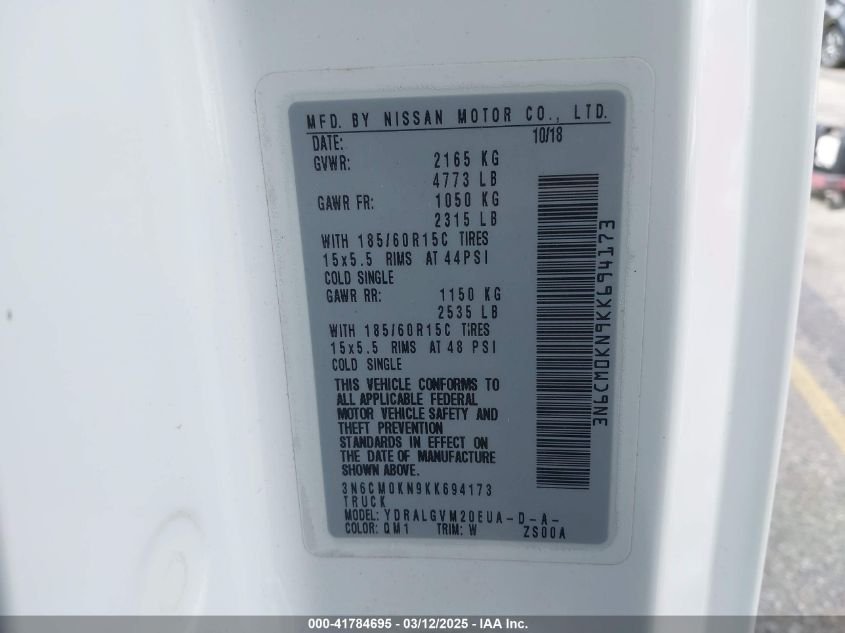 MFD. BY NISSAN MOTOR CO., LTD.
DATE: 10/18
GVWR: 2165 KG
4773 LB
GAWR FR: 1050 KG
2315 LB
WITH 185/60R15C TIRES
15x5.5 RIMS AT 44PSI
COLD SINGLE
GAWR RR: 1150 KG
2535 LB
WITH 185/60R15C TIRES
15x5.5 RIMS AT 48 PSI
COLD SINGLE
THIS VEHICLE CONFORMS TO
ALL APPLICABLE FEDERAL
MOTOR VEHICLE SAFETY AND
THEFT PREVENTION
STANDARDS IN EFFECT ON
THE DATE OF MANUFACTURE
SHOWN ABOVE.
3N6CM0KN9KK694173
TRUCK
MODEL: YDRALGVM20EUA-D-A-
COLOR: QM1 TRIM: W ZS00A
3N6CM0KN9KK694173
000-41784695 - 03/12/2025 - IAA Inc.